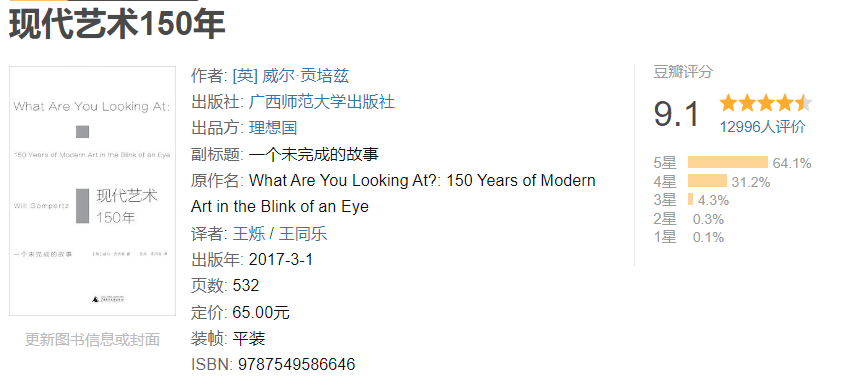 现代艺术150年
What Are You Looking At:
150 Years of Modern Art in the Blink of an Eye
Will Gompertz
现代艺术
150年
一个未完成的故事
更新图书信息或封面
作者: [英] 威尔·贡培兹
出版社: 广西师范大学出版社
出品方: 理想国
副标题: 一个未完成的故事
原作名: What Are You Looking At?: 150 Years of Modern
Art in the Blink of an Eye
译者: 王烁 / 王同乐
出版年: 2017-3-1
页数: 532
定价: 65.00元
装帧: 平装
ISBN: 9787549586646
豆瓣评分
9.1
12996人评价
5星 64.1%
4星 31.2%
3星 4.3%
2星 0.3%
1星 0.1%